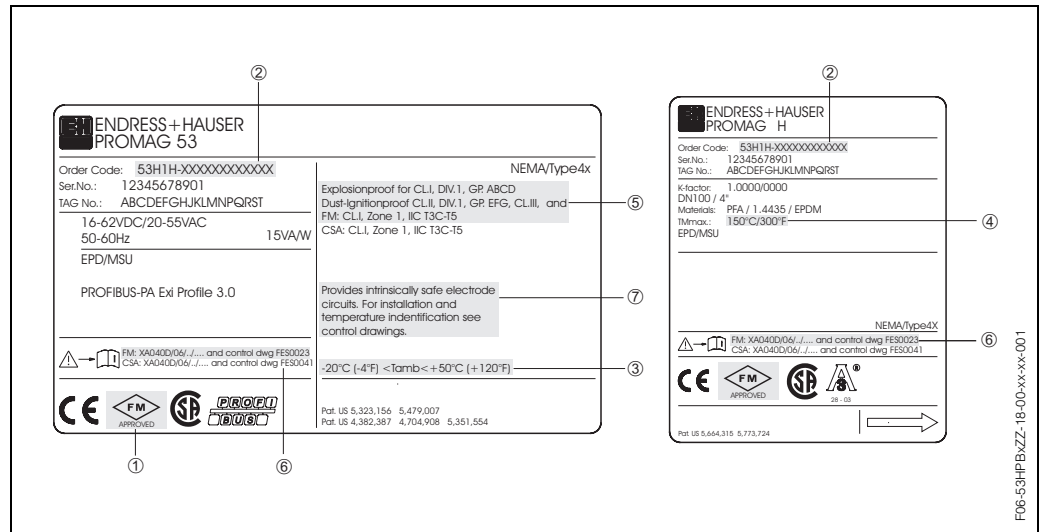 ②
ENDRESS+HAUSER
PROMAG 53
Order Code: 53H1H-XXXXXXXXXXXX
Ser.No.: 12345678901
TAG No.: ABCDEFGHJKLMNPQRST
16-62VDC/20-55VAC
50-60Hz 15VA/W
EPD/MSU
PROFIBUS-PA Exi Profile 3.0
FM: XA040D/06/../.... and control dwg FES0023
CSA: XA040D/06/../.... and control dwg FES0041
CE FM APPROVED SA PROFI BUS
①
⑥
NEMA/Type4x
Explosionproof for CL.I, DIV.1, GP. ABCD
Dust-Ignitionproof CL.II, DIV.1, GP. EFG, CL.III, and
FM: CL.I, Zone 1, IIC T3C-T5
CSA: CL.I, Zone 1, IIC T3C-T5
⑤
Provides intrinsically safe electrode
circuits. For installation and
temperature indentification see
control drawings.
⑦
-20°C (-4°F) <Tamb<+50°C (+120°F)
③
Pat. US 5,323,156 5,479,007
Pat. US 4,382,387 4,704,908 5,351,554
②
ENDRESS+HAUSER
PROMAG H
Order Code: 53H1H-XXXXXXXXXXXX
Ser.No.: 12345678901
TAG No.: ABCDEFGHJKLMNPQRST
K-factor: 1.0000/0000
DN100 / 4"
Materials: PFA / 1.4435 / EPDM
TMmax.: 150°C/300°F
④
EPD/MSU
NEMA/Type4X
FM: XA040D/06/../.... and control dwg FES0023
CSA: XA040D/06/../.... and control dwg FES0041
⑥
CE FM APPROVED SA 3 A ®
28 - 03
Pat. US 5,664,315 5,773,724
F06-53HPBxZZ-18-00-xx-xx-001